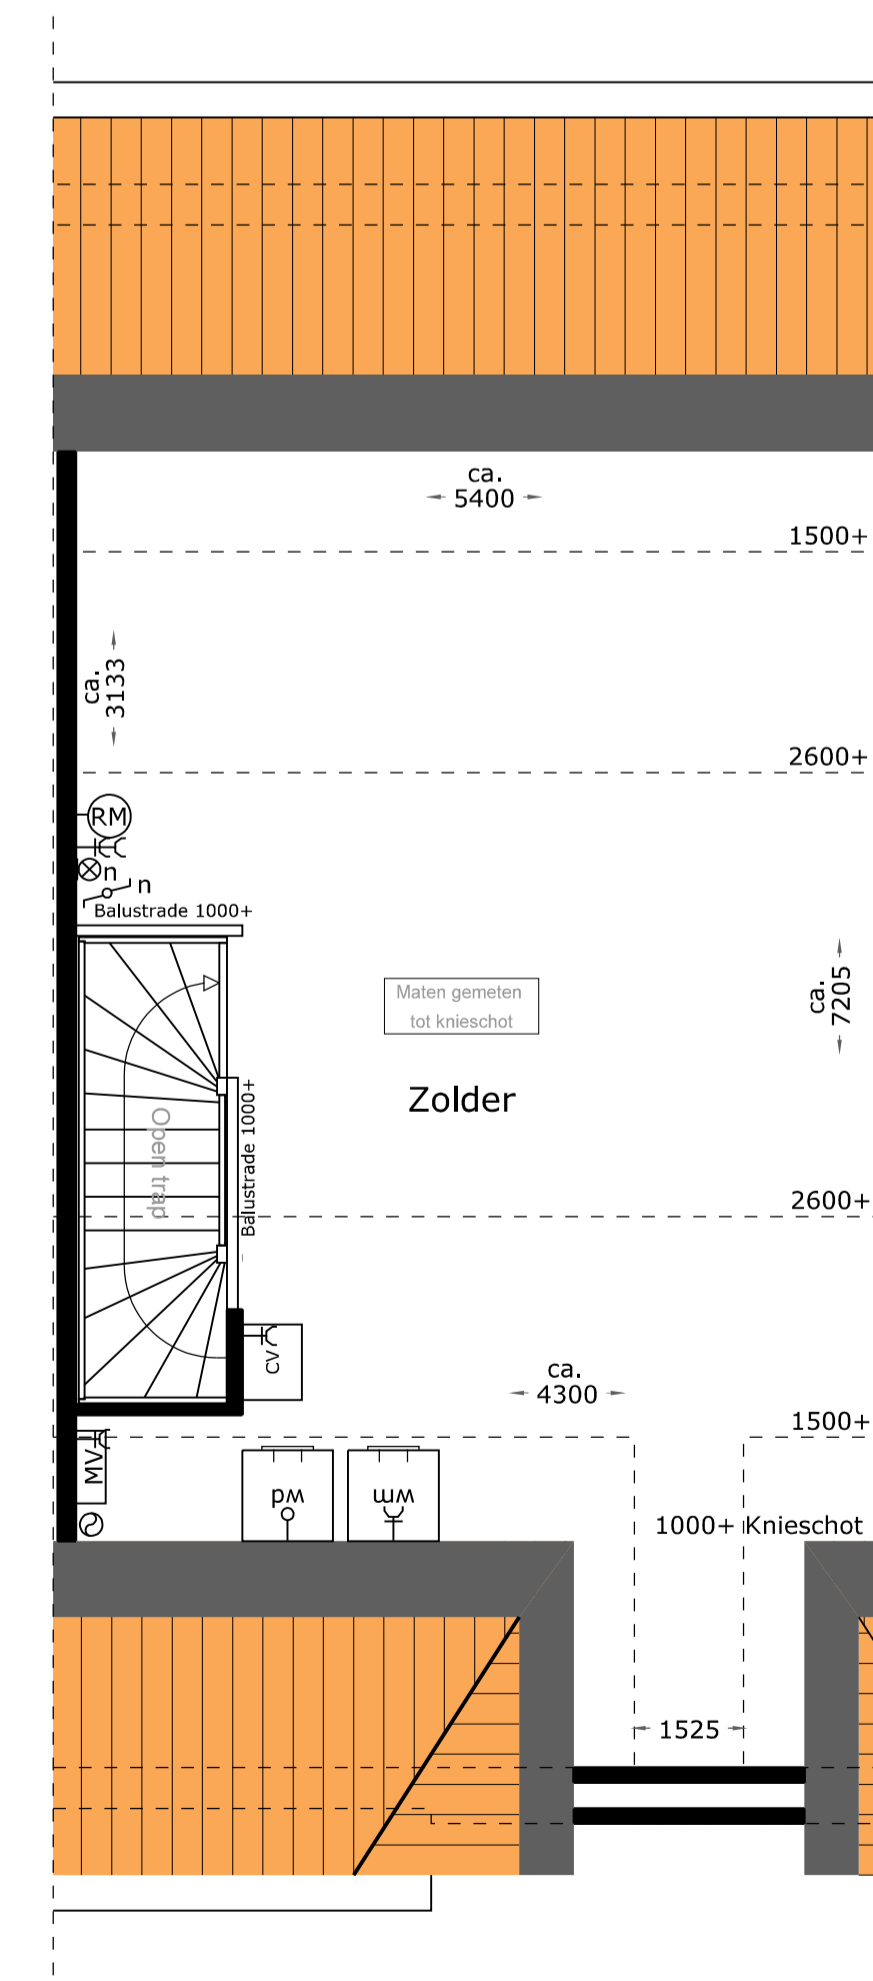 ca.
5400
1500+
ca.
3133
2600+
RM
n
n
Balustrade 1000+
Maten gemeten
tot knieschot
ca.
7205
Zolder
Open trap
Balustrade 1000+
2600+
cv
ca.
4300
1500+
MV
wd
wm
1000+ Knieschot
1525